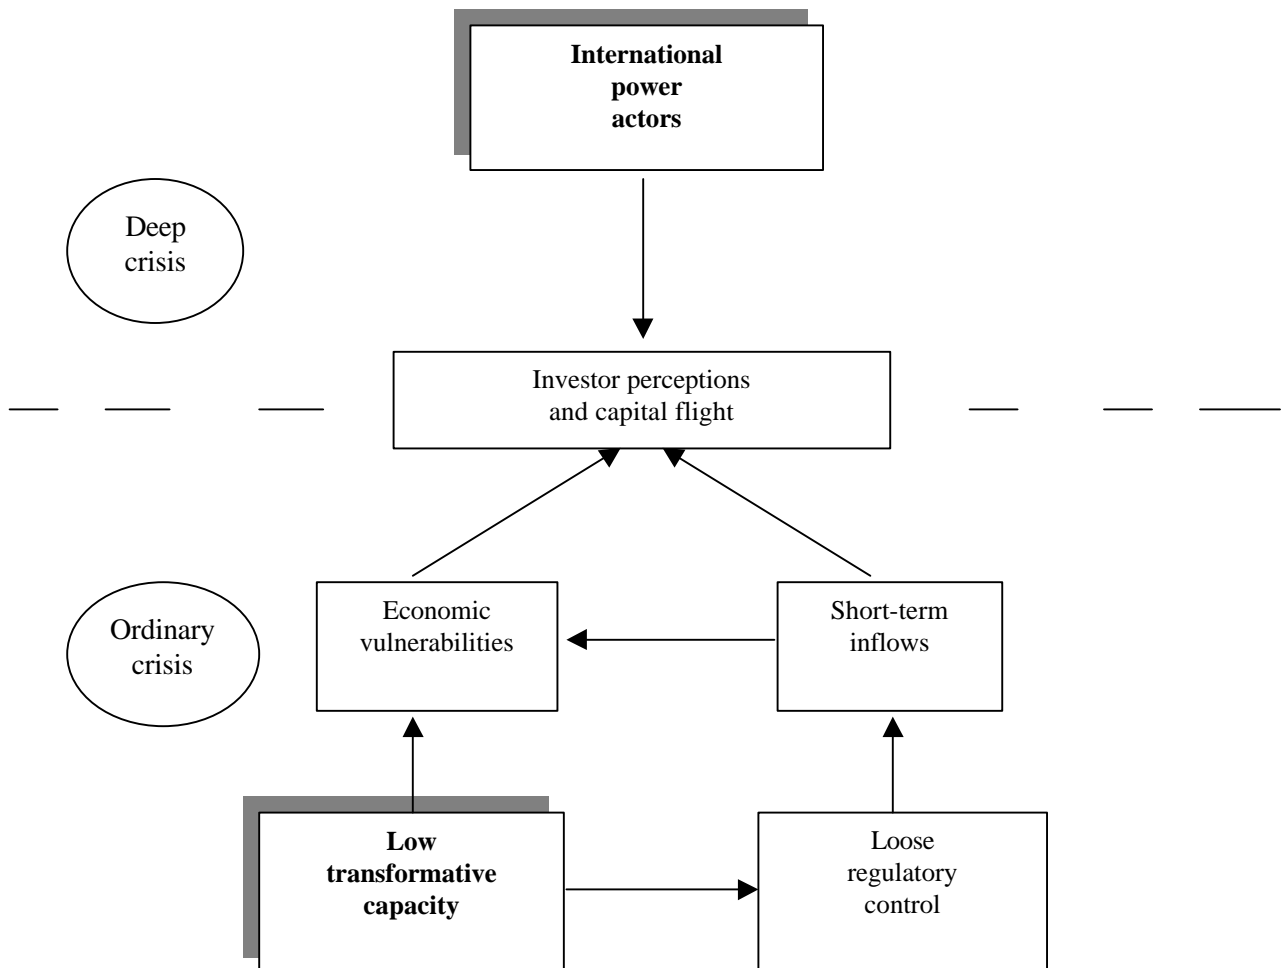 International
power
actors
Deep
crisis
Investor perceptions
and capital flight
Economic
vulnerabilities
Short-term
inflows
Ordinary
crisis
Low
transformative
capacity
Loose
regulatory
control